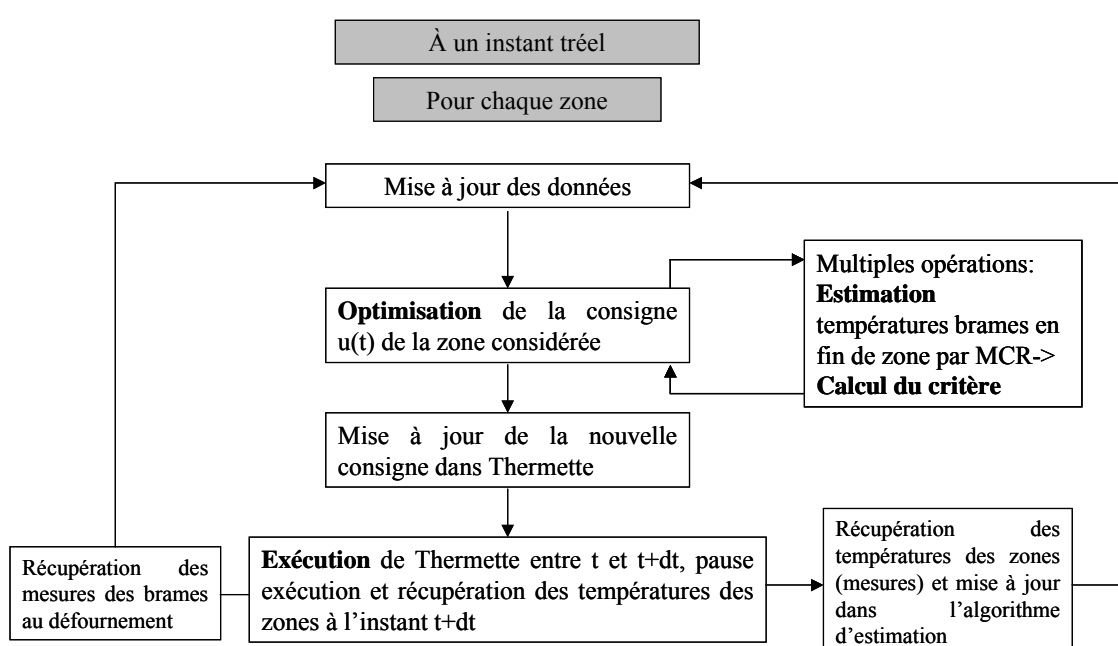 À un instant tréel
Pour chaque zone
Mise à jour des données
Optimisation de la consigne
u(t) de la zone considérée
Multiples opérations:
Estimation
températures brames en
fin de zone par MCR->
Calcul du critère
Mise à jour de la nouvelle
consigne dans Thermette
Récupération des
mesures des brames
au défournement
Exécution de Thermette entre t et t+dt, pause
exécution et récupération des températures des
zones à l’instant t+dt
Récupération des
températures des zones
(mesures) et mise à jour
dans l’algorithme
d’estimation